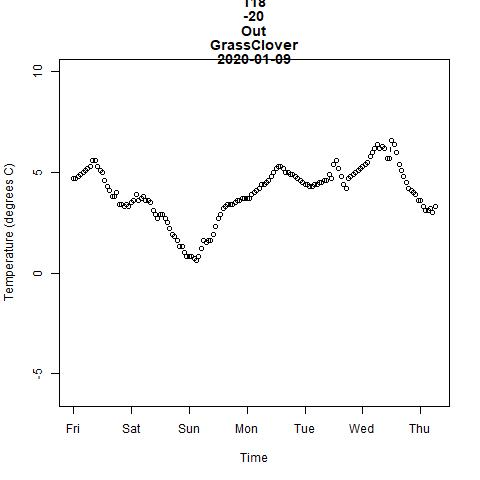 T18
-20
Out
GrassClover
2020-01-09
10
5
0
-5
Temperature (degrees C)
Fri Sat Sun Mon Tue Wed Thu
Time